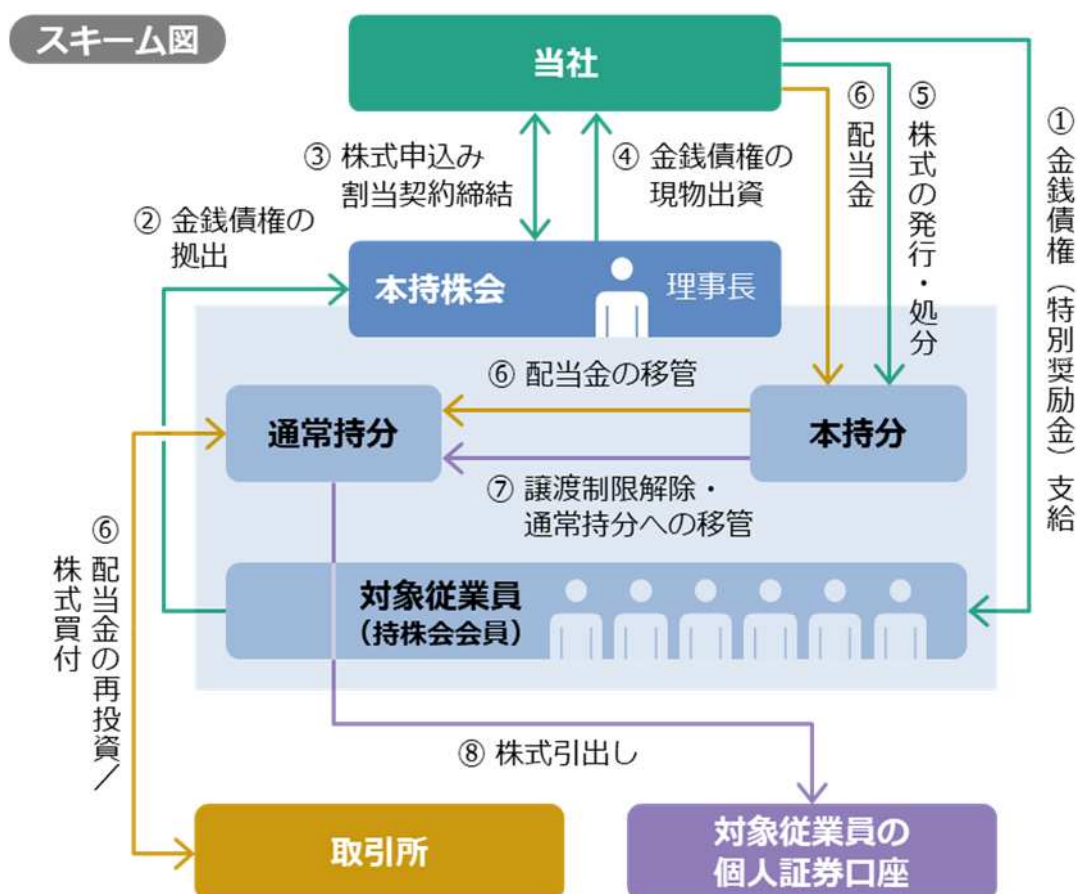 スキーム図
当社
① 金銭債権（特別奨励金）支給
⑤ 株式の発行・処分
⑥ 配当金
③ 株式申込み
割当契約締結
④ 金銭債権の
現物出資
② 金銭債権の
拠出
本持株会
理事長
⑥ 配当金の移管
通常持分
本持分
⑦ 譲渡制限解除・
通常持分への移管
⑥ 配当金の再投資／
株式買付
対象従業員
（持株会会員）
⑧ 株式引出し
取引所
対象従業員の
個人証券口座